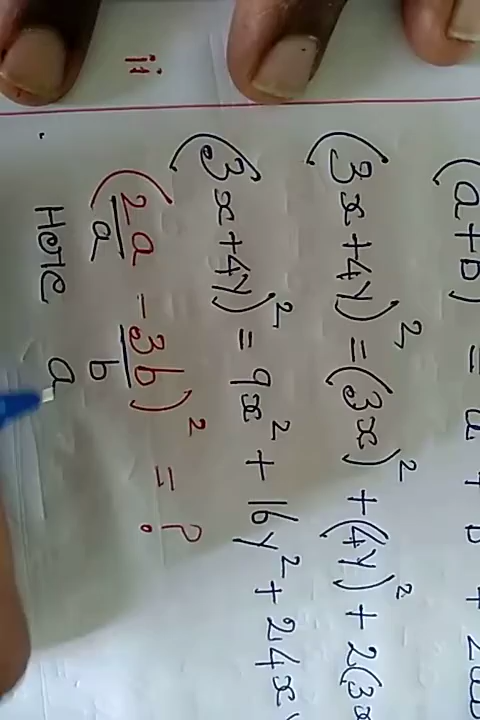 (a+b) = a + b + 2ab
(3x+4y)² = (3x)² + (4y)² + 2(3x
(3x+4y)² = 9x² + 16y² + 24x
ii (2a - 3b)² = ?
a b
Here a